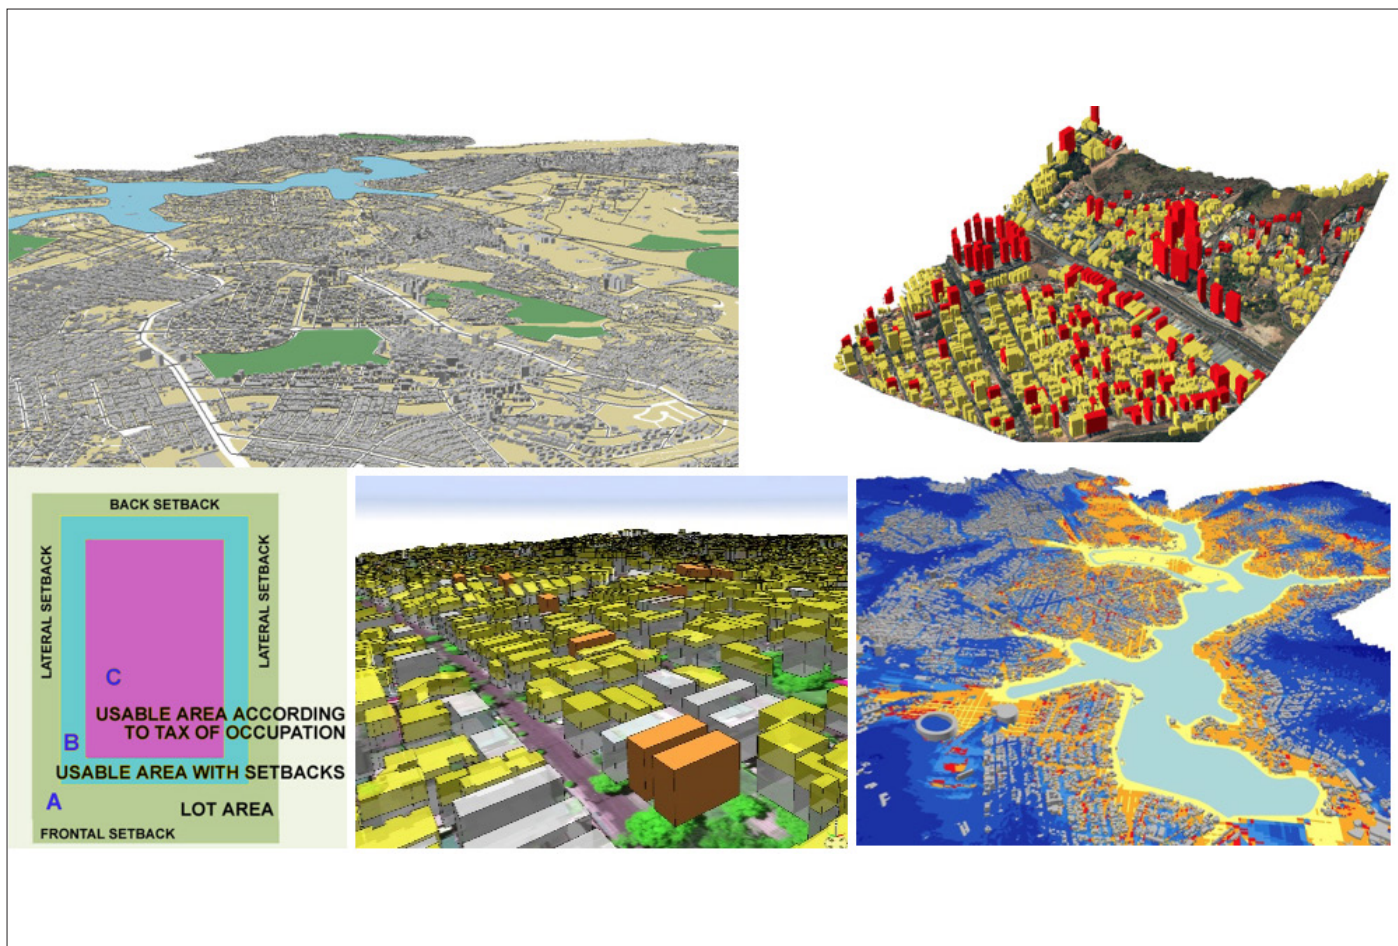 BACK SETBACK
LATERAL SETBACK
LATERAL SETBACK
C
USABLE AREA ACCORDING
TO TAX OF OCCUPATION
B
USABLE AREA WITH SETBACKS
A
LOT AREA
FRONTAL SETBACK